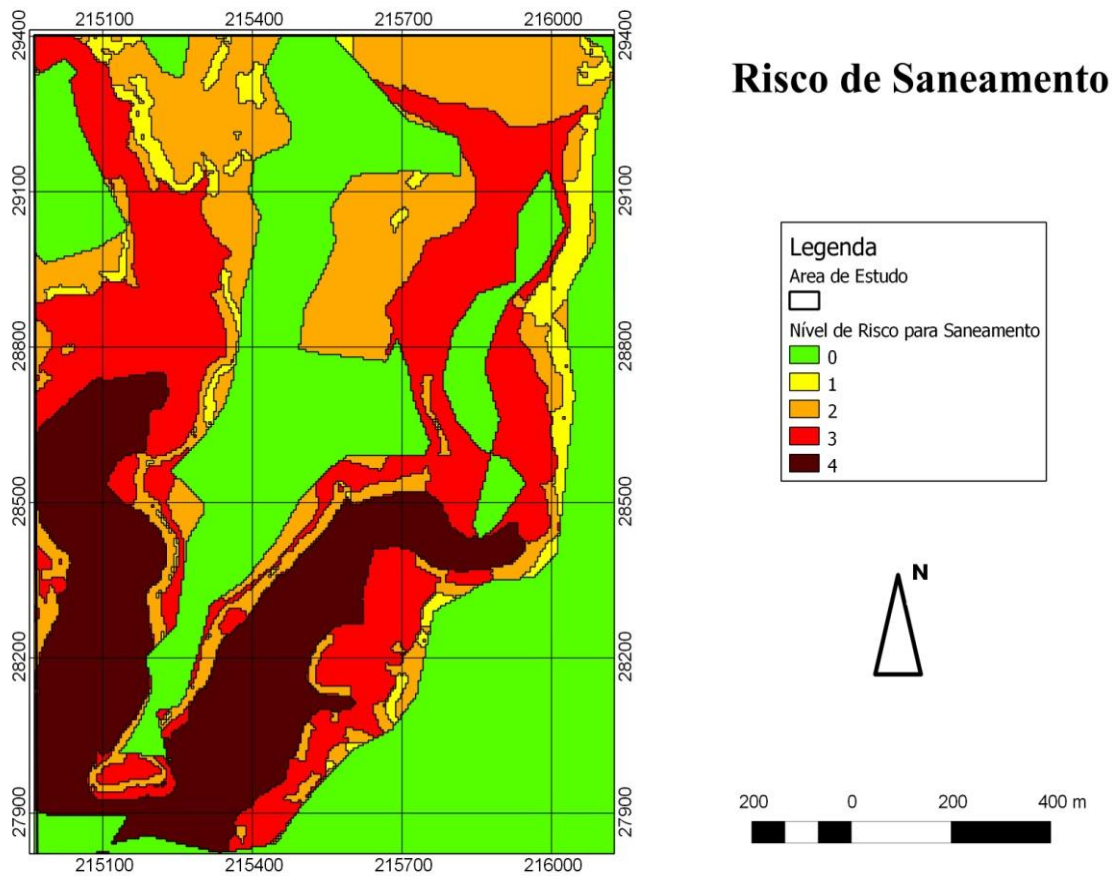 215100 215400 215700 216000
29400 29400
29100 29100
28800 28800
28500 28500
28200 28200
27900 27900
215100 215400 215700 216000
Risco de Saneamento
Legenda
Area de Estudo
Nível de Risco para Saneamento
0
1
2
3
4
N
200 0 200 400 m